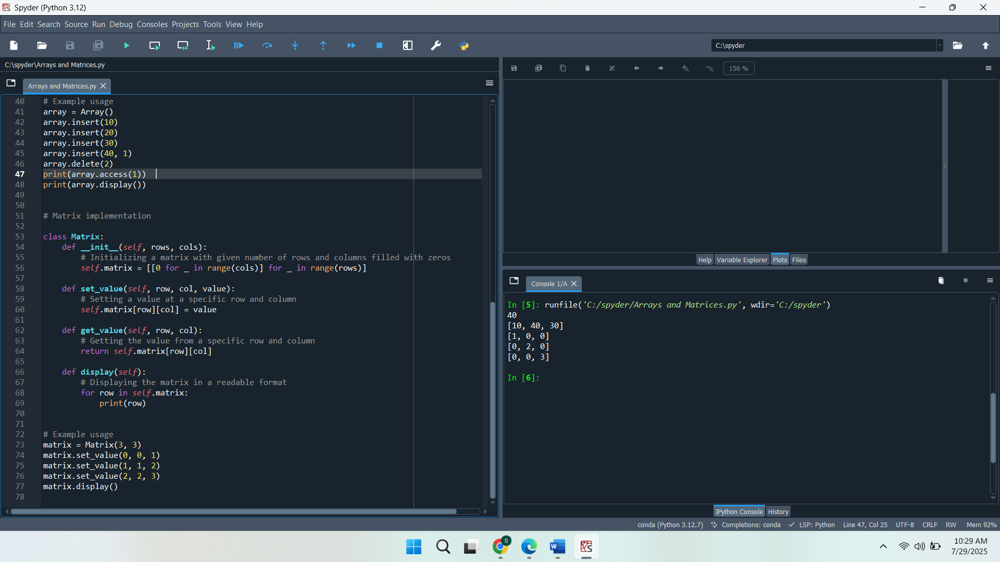 Spyder (Python 3.12)
File Edit Search Source Run Debug Consoles Projects Tools View Help
C:\spyder
C:\spyder\Arrays and Matrices.py
156 %
Arrays and Matrices.py
40 # Example usage
41 array = Array()
42 array.insert(10)
43 array.insert(20)
44 array.insert(30)
45 array.insert(40, 1)
46 array.delete(2)
47 print(array.access(1))
48 print(array.display())
49
50
51 # Matrix implementation
52
53 class Matrix:
54     def __init__(self, rows, cols):
55         # Initializing a matrix with given number of rows and columns filled with zeros
56         self.matrix = [[0 for _ in range(cols)] for _ in range(rows)]
57
58     def set_value(self, row, col, value):
59         # Setting a value at a specific row and column
60         self.matrix[row][col] = value
61
62     def get_value(self, row, col):
63         # Getting the value from a specific row and column
64         return self.matrix[row][col]
65
66     def display(self):
67         # Displaying the matrix in a readable format
68         for row in self.matrix:
69             print(row)
70
71
72 # Example usage
73 matrix = Matrix(3, 3)
74 matrix.set_value(0, 0, 1)
75 matrix.set_value(1, 1, 2)
76 matrix.set_value(2, 2, 3)
77 matrix.display()
78
Help Variable Explorer Plots Files
Console 1/A
In [5]: runfile('C:/spyder/Arrays and Matrices.py', wdir='C:/spyder')
40
[10, 40, 30]
[1, 0, 0]
[0, 2, 0]
[0, 0, 3]
In [6]:
IPython Console History
conda (Python 3.12.7) Completions: conda LSP: Python Line 47, Col 25 UTF-8 CRLF RW Mem 92%
S
W
10:29 AM
7/29/2025